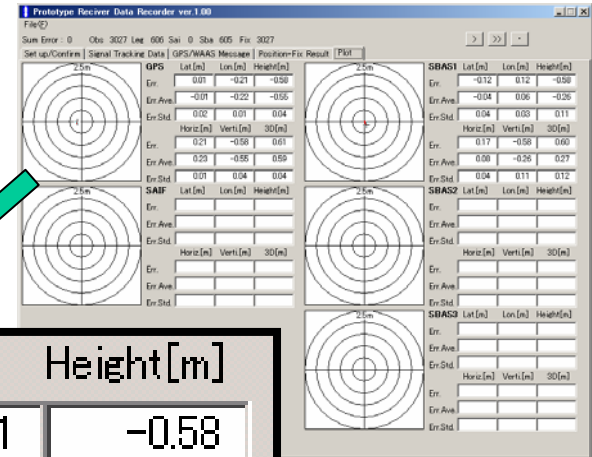 Prototype Reciver Data Recorder ver.1.00
File(F)
Sum Error : 0 Obs 3027 Leg 606 Sai 0 Sba 605 Fix 3027
> >> ·
Set up/Confirm Signal Tracking Data GPS/WAAS Message Position-Fix Result Plot
2.5m GPS Lat.[m] Lon.[m] Height[m]
Err. 0.01 -0.21 -0.58
Err.Ave. -0.01 -0.22 -0.55
Err.Std. 0.02 0.01 0.04
Horiz.[m] Verti.[m] 3D[m]
Err. 0.21 -0.58 0.61
Err.Ave. 0.23 -0.55 0.59
Err.Std. 0.01 0.04 0.04
2.5m SBAS1 Lat.[m] Lon.[m] Height[m]
Err. -0.12 0.12 -0.58
Err.Ave. -0.04 0.06 -0.26
Err.Std. 0.04 0.03 0.11
Horiz.[m] Verti.[m] 3D[m]
Err. 0.17 -0.58 0.60
Err.Ave. 0.08 -0.26 0.27
Err.Std. 0.04 0.11 0.12
2.5m SAIF Lat.[m] Lon.[m] Height[m]
Err.
Err.Ave.
Err.Std.
Horiz.[m] Verti.[m] 3D[m]
Err.
Err.Ave.
Err.Std.
2.5m SBAS2 Lat.[m] Lon.[m] Height[m]
Err.
Err.Ave.
Err.Std.
Horiz.[m] Verti.[m] 3D[m]
Err.
Err.Ave.
Err.Std.
2.5m SBAS3 Lat.[m] Lon.[m] Height[m]
Err.
Err.Ave.
Err.Std.
Horiz.[m] Verti.[m] 3D[m]
Err.
Err.Ave.
Err.Std.
Height[m]
1 -0.58